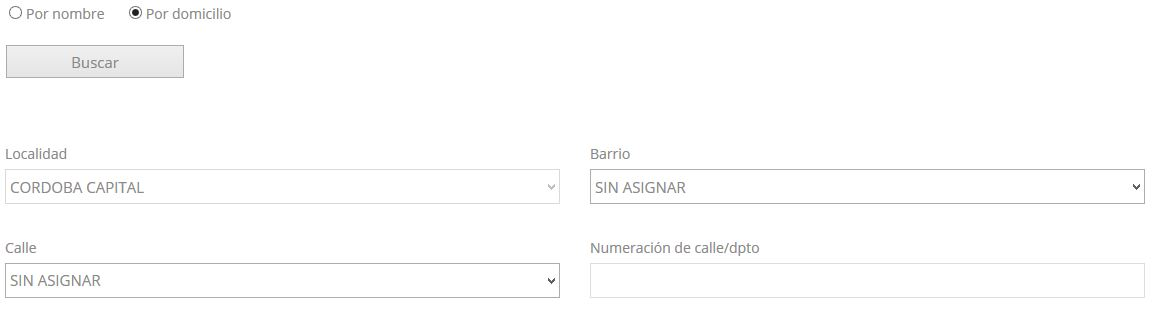 Por nombre Por domicilio
Buscar
Localidad Barrio
CORDOBA CAPITAL SIN ASIGNAR
Calle Numeración de calle/dpto
SIN ASIGNAR